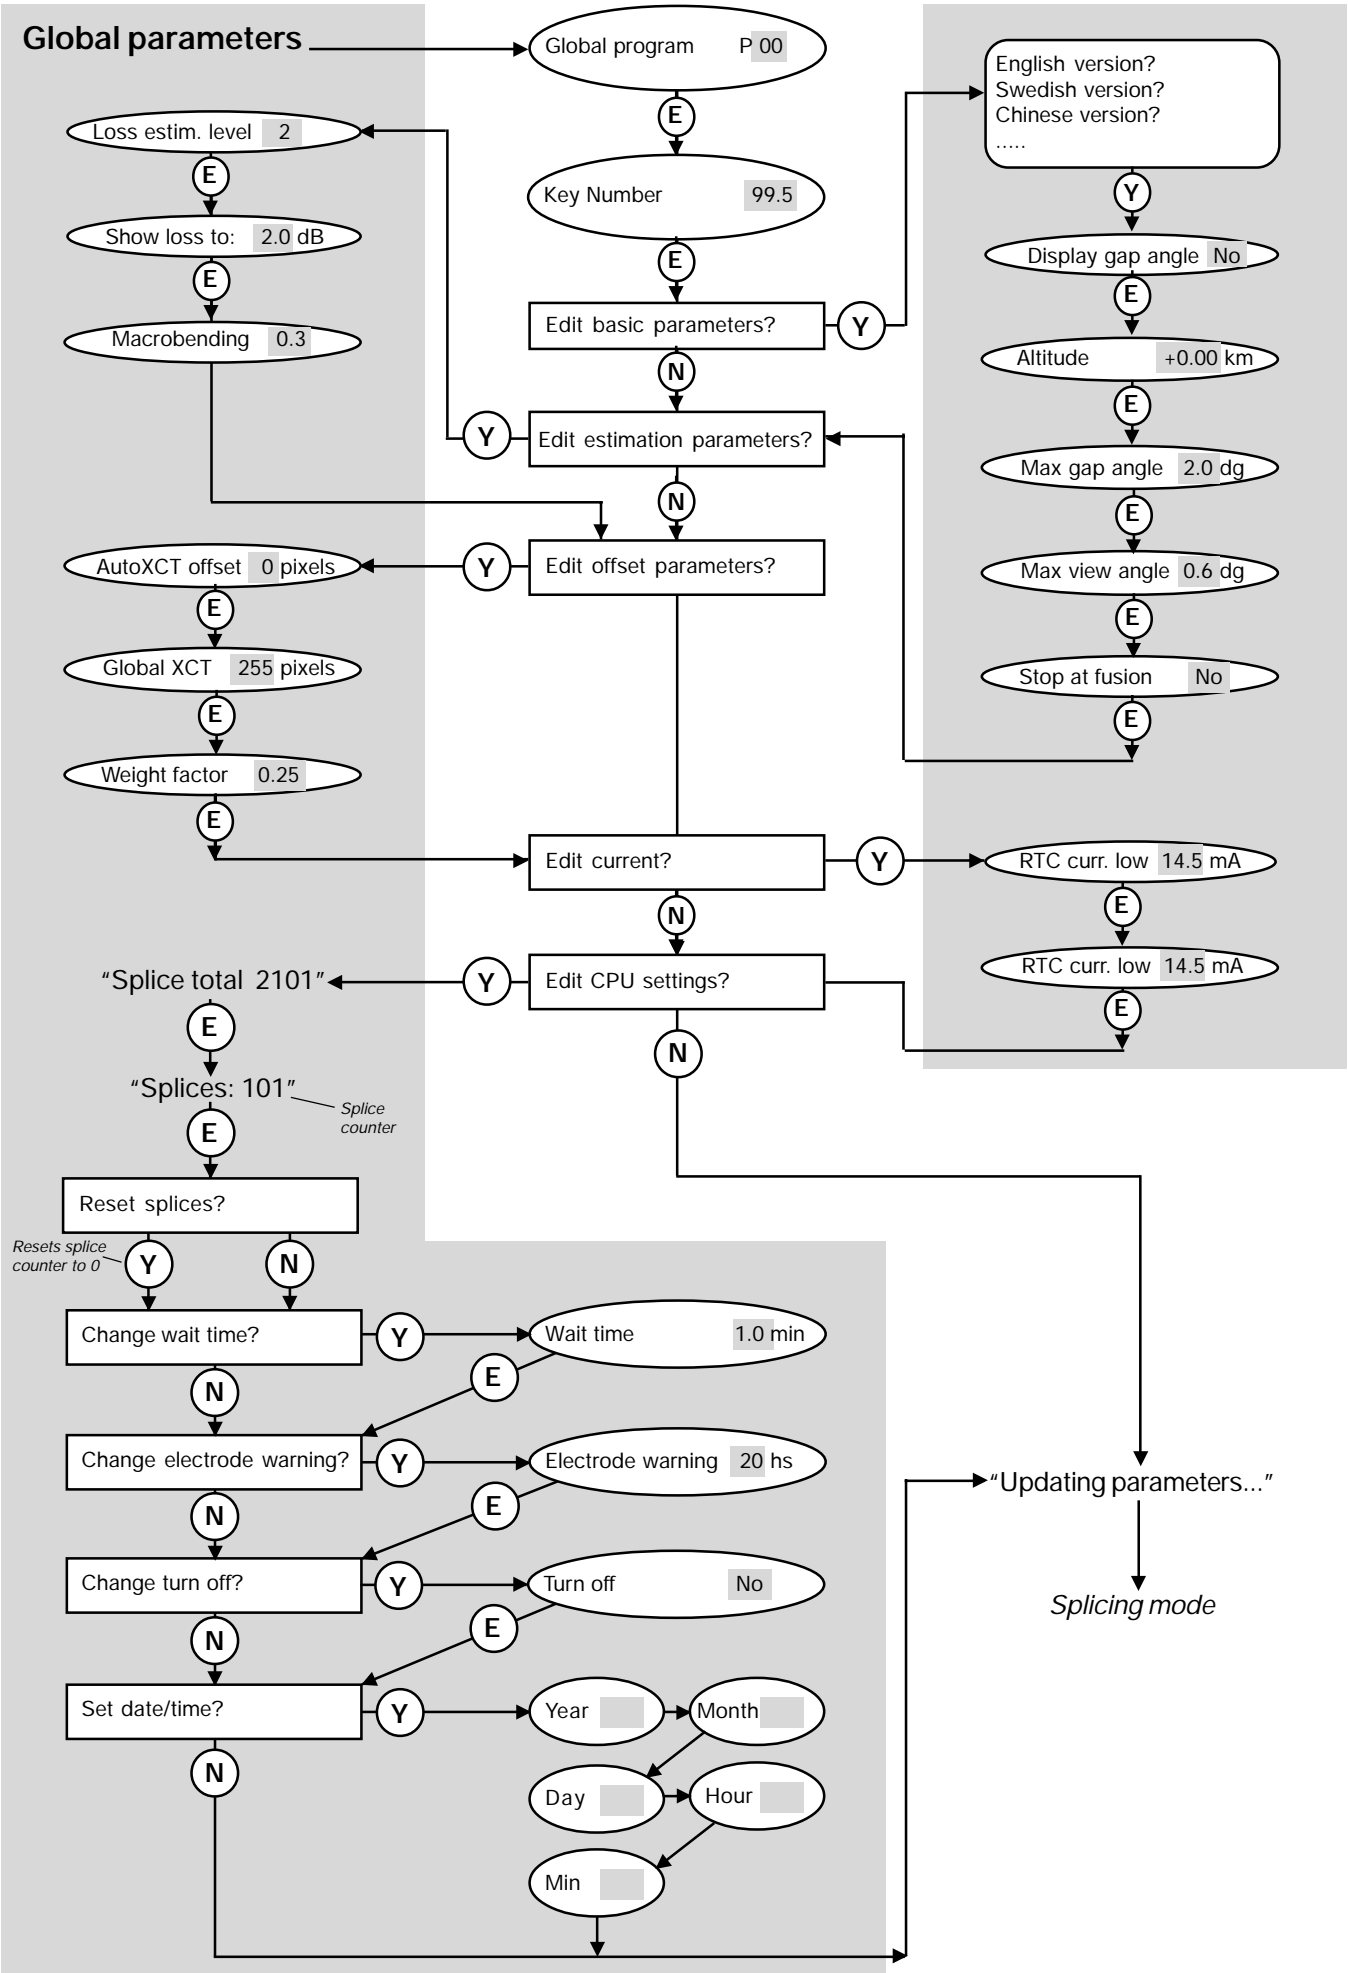 Global parameters
Global program P 00
E
Key Number 99.5
E
Edit basic parameters?
Y
N
English version?
Swedish version?
Chinese version?
.....
Y
Display gap angle No
E
Altitude +0.00 km
E
Max gap angle 2.0 dg
E
Max view angle 0.6 dg
E
Stop at fusion No
E
Edit estimation parameters?
Y
N
Loss estim. level 2
E
Show loss to: 2.0 dB
E
Macrobending 0.3
Edit offset parameters?
Y
AutoXCT offset 0 pixels
E
Global XCT 255 pixels
E
Weight factor 0.25
E
Edit current?
Y
N
RTC curr. low 14.5 mA
E
RTC curr. low 14.5 mA
E
Edit CPU settings?
Y
N
“Splice total 2101”
E
“Splices: 101”
Splice
counter
E
Reset splices?
Resets splice
counter to 0
Y
N
Change wait time?
Y
Wait time 1.0 min
E
N
Change electrode warning?
Y
Electrode warning 20 hs
E
N
Change turn off?
Y
Turn off No
E
N
Set date/time?
Y
Year
Month
Day
Hour
Min
N
“Updating parameters...”
Splicing mode